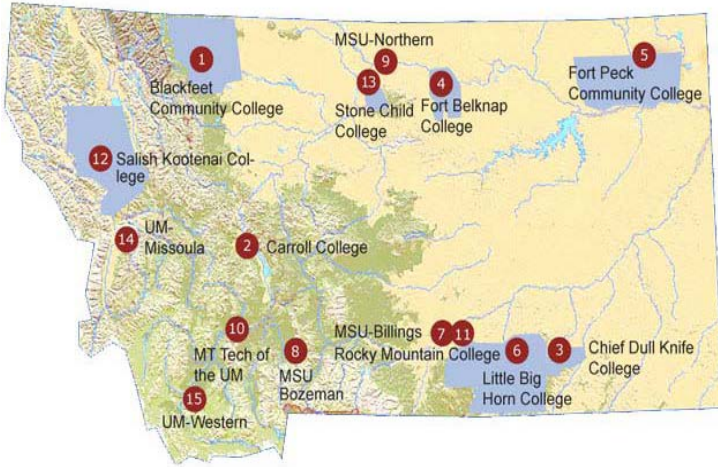 MSU-Northern
1
9
5
13
4
Blackfeet
Community College
Stone Child
College
Fort Belknap
College
Fort Peck
Community College
12
Salish Kootenai Col-
lege
14
UM-
Missoula
2
Carroll College
10
MT Tech of
the UM
8
MSU
Bozeman
MSU-Billings
7
11
Rocky Mountain College
6
3
Chief Dull Knife
College
Little Big
Horn College
15
UM-Western